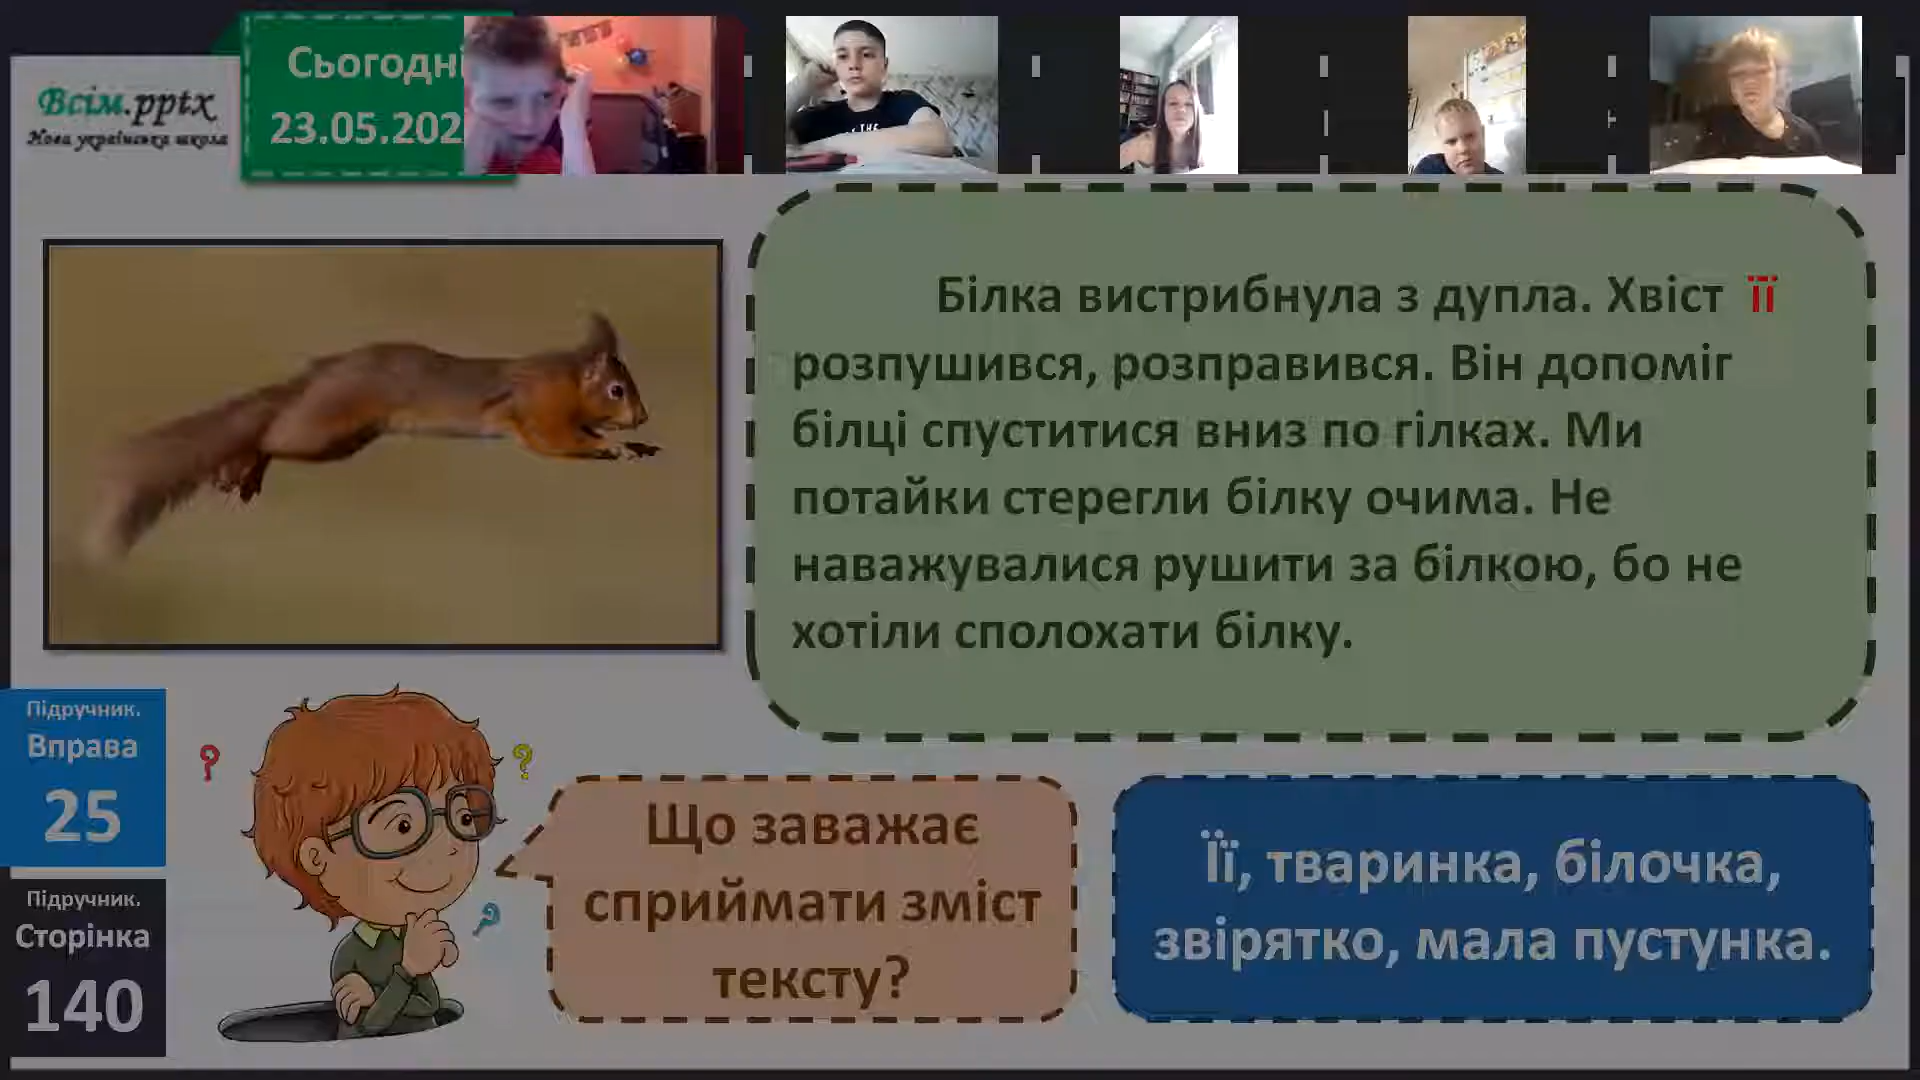 Сьогодні
23.05.202
Всім.pptx
Нова українська школа
Білка вистрибнула з дупла. Хвіст її
розпушився, розправився. Він допоміг
білці спуститися вниз по гілках. Ми
потайки стерегли білку очима. Не
наважувалися рушити за білкою, бо не
хотіли сполохати білку.
Підручник.
Вправа
25
Підручник.
Сторінка
140
? ? ?
Що заважає
сприймати зміст
тексту?
Її, тваринка, білочка,
звірятко, мала пустунка.